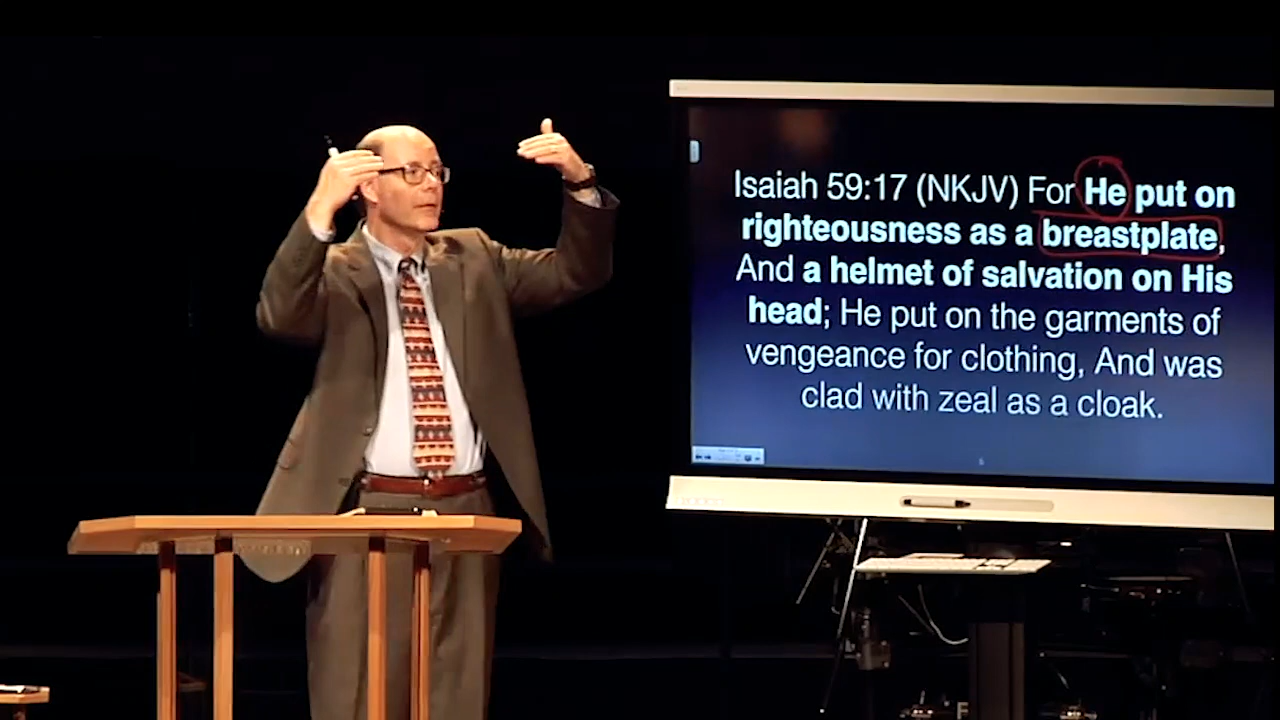 Isaiah 59:17 (NKJV) For He put on
righteousness as a breastplate,
And a helmet of salvation on His
head; He put on the garments of
vengeance for clothing, And was
clad with zeal as a cloak.